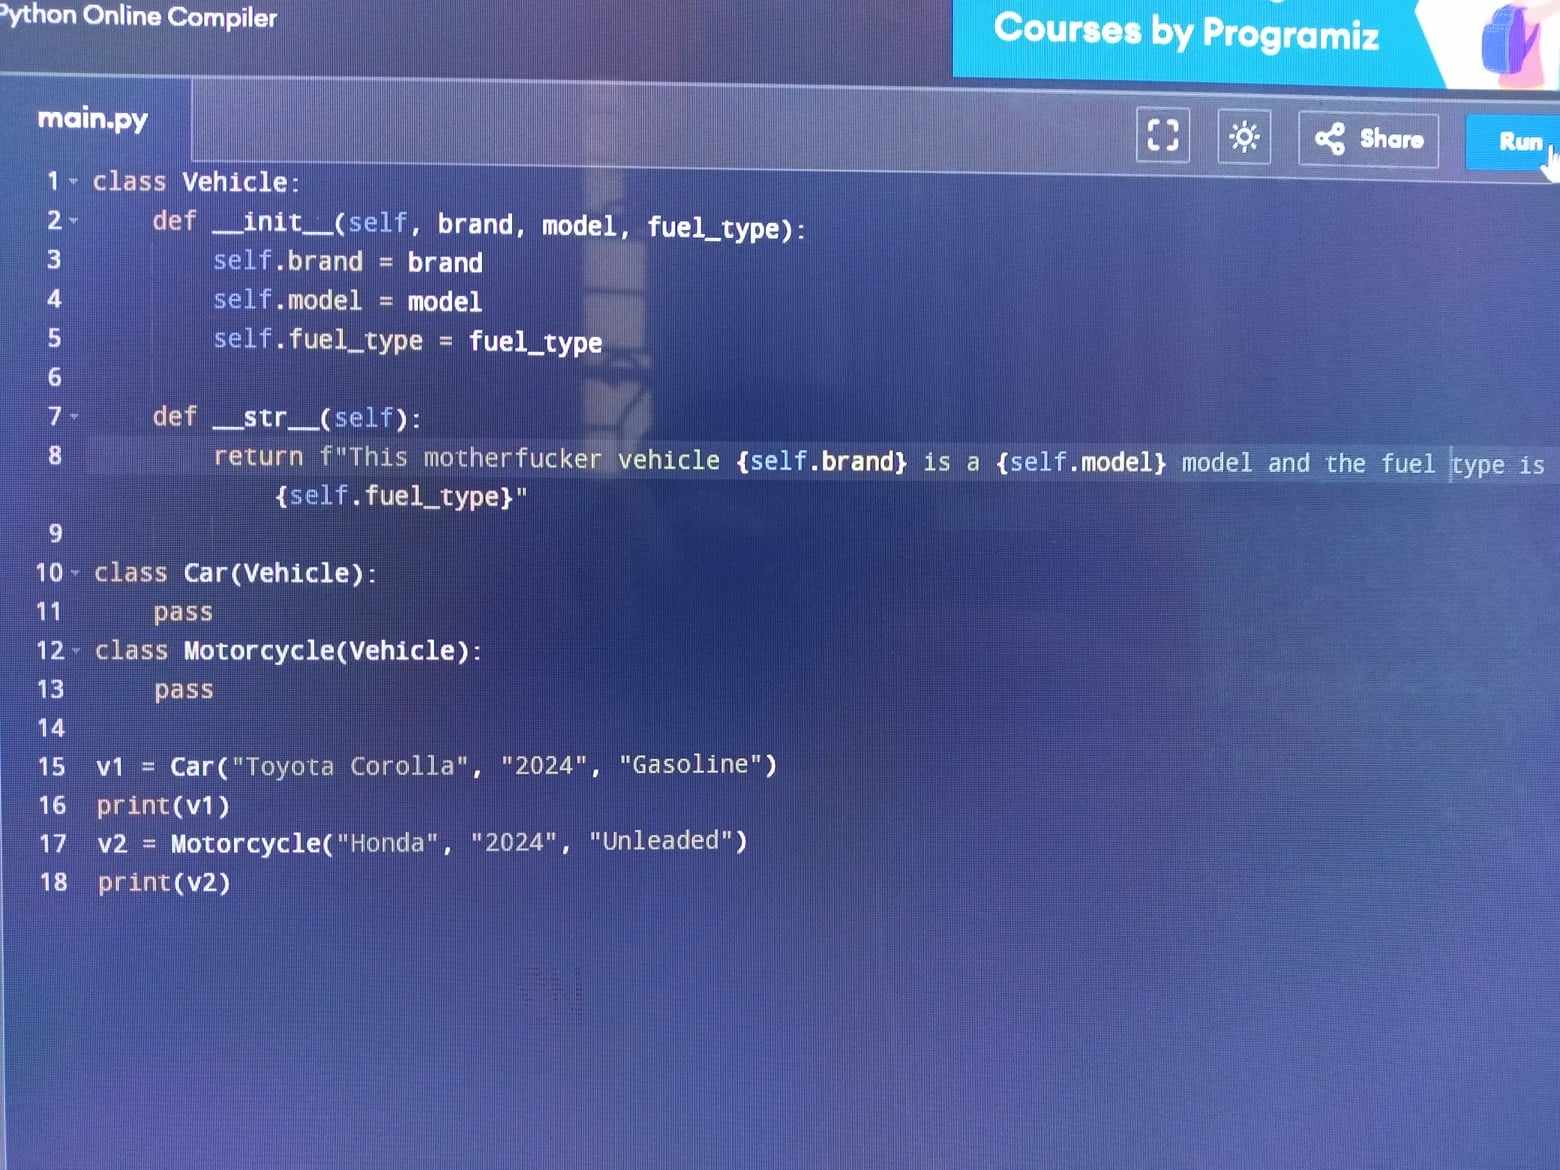 Python Online Compiler
Courses by Programiz
main.py
Share
Run
1 class Vehicle:
2     def __init__(self, brand, model, fuel_type):
3         self.brand = brand
4         self.model = model
5         self.fuel_type = fuel_type
6
7     def __str__(self):
8         return f"This motherfucker vehicle {self.brand} is a {self.model} model and the fuel type is
            {self.fuel_type}"
9
10 class Car(Vehicle):
11     pass
12 class Motorcycle(Vehicle):
13     pass
14
15 v1 = Car("Toyota Corolla", "2024", "Gasoline")
16 print(v1)
17 v2 = Motorcycle("Honda", "2024", "Unleaded")
18 print(v2)